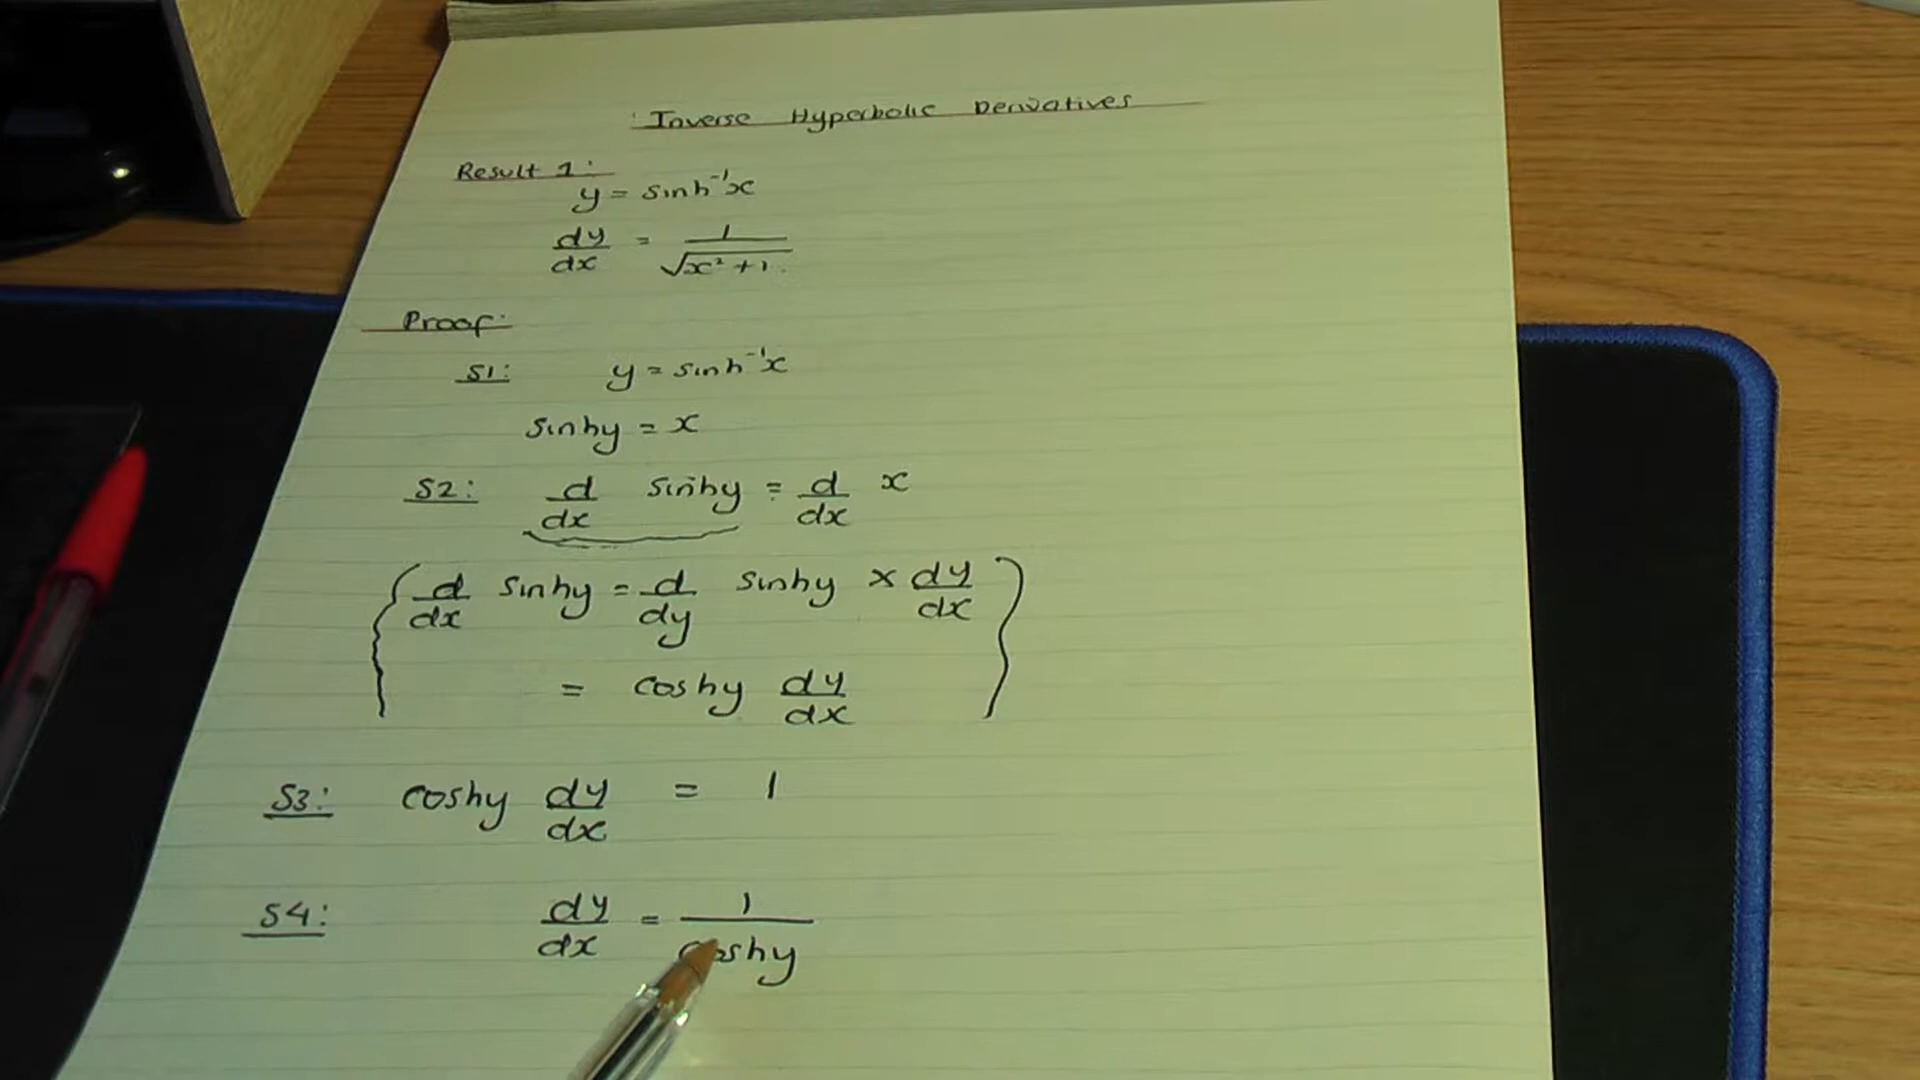 Inverse Hyperbolic Derivatives
Result 1:
y = sinh⁻¹x
dy/dx = 1/√(x² + 1)
Proof:
S1: y = sinh⁻¹x
sinhy = x
S2: d/dx sinhy = d/dx x
d/dx sinhy = d/dy sinhy × dy/dx
= coshy dy/dx
S3: coshy dy/dx = 1
S4: dy/dx = 1/coshy